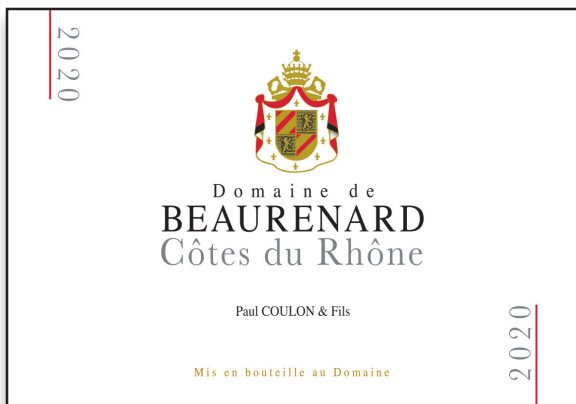 2020
Domaine de
BEAURENARD
Côtes du Rhône
Paul COULON & Fils
2020
Mis en bouteille au Domaine